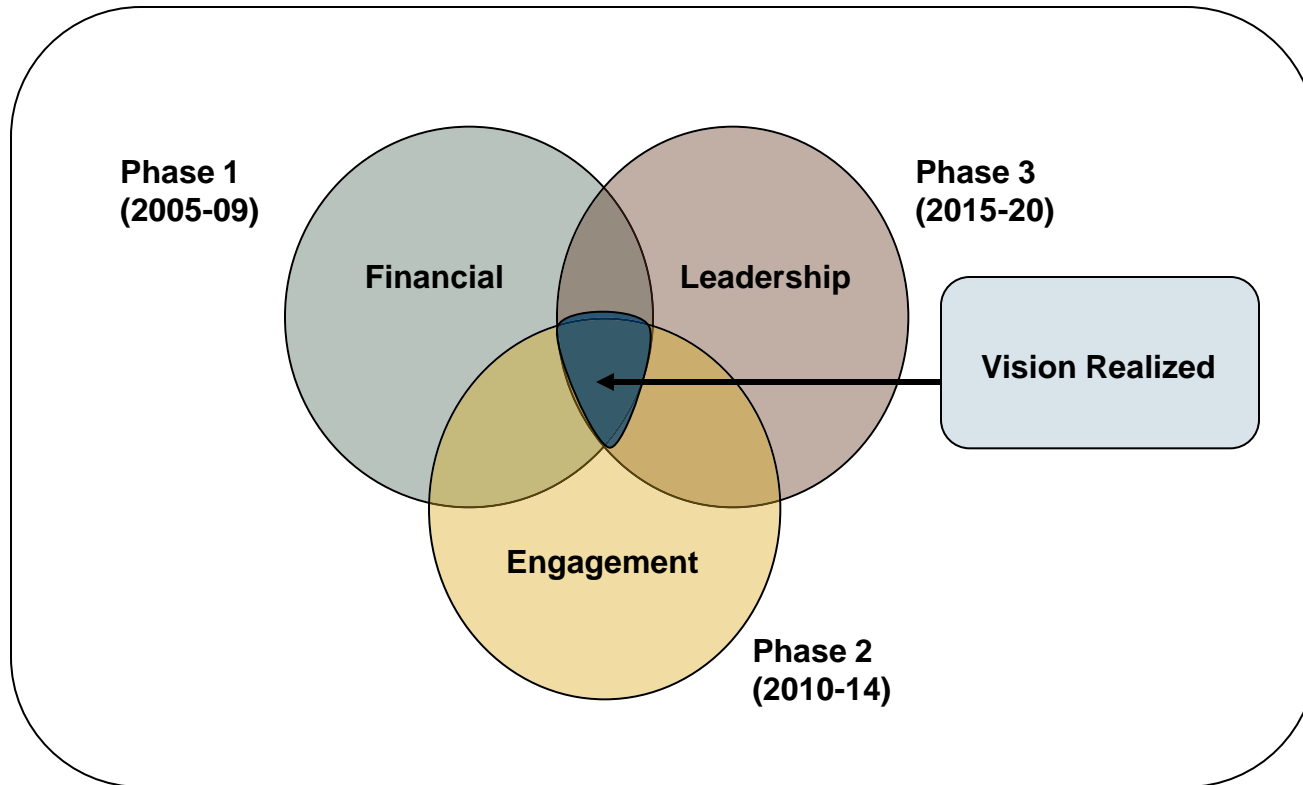 Phase 1
(2005-09)
Phase 3
(2015-20)
Financial
Leadership
Vision Realized
Engagement
Phase 2
(2010-14)